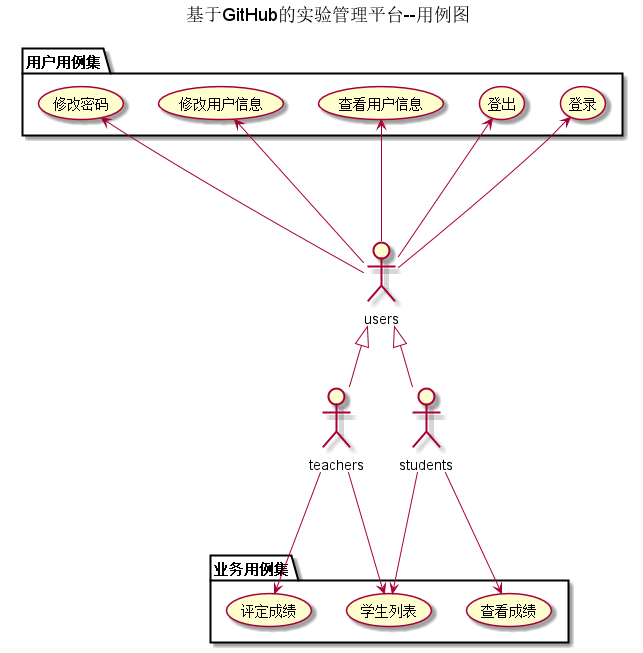 基于GitHub的实验管理平台--用例图
用户用例集
修改密码
修改用户信息
查看用户信息
登出
登录
users
teachers
students
业务用例集
评定成绩
学生列表
查看成绩